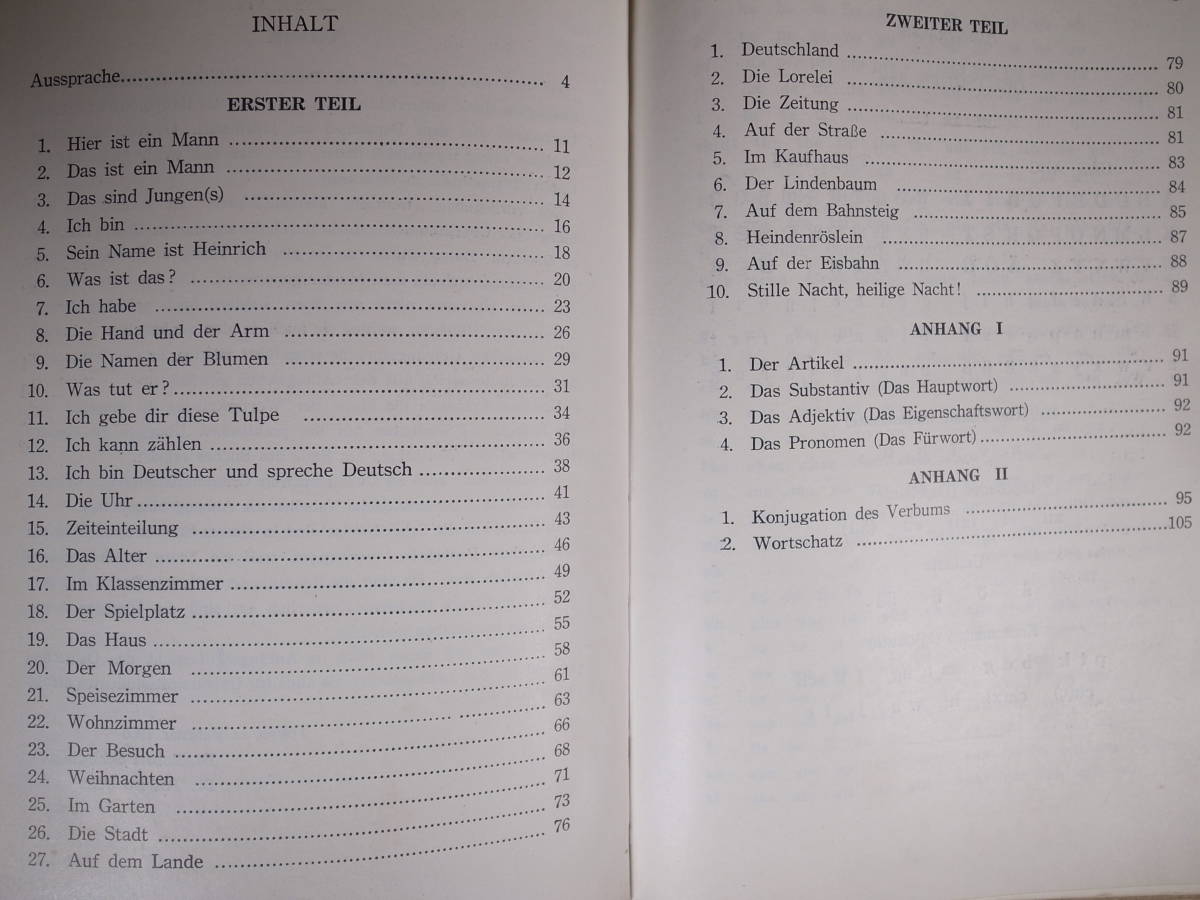 INHALT
Aussprache........ 4
ERSTER TEIL
1. Hier ist ein Mann ........ 11
2. Das ist ein Mann ........ 12
3. Das sind Jungen(s) ........ 14
4. Ich bin ........ 16
5. Sein Name ist Heinrich ........ 18
6. Was ist das? ........ 20
7. Ich habe ........ 23
8. Die Hand und der Arm ........ 26
9. Die Namen der Blumen ........ 29
10. Was tut er?........ 31
11. Ich gebe dir diese Tulpe ........ 34
12. Ich kann zählen ........ 36
13. Ich bin Deutscher und spreche Deutsch ........ 38
14. Die Uhr ........ 41
15. Zeiteinteilung ........ 43
16. Das Alter ........ 46
17. Im Klassenzimmer ........ 49
18. Der Spielplatz ........ 52
19. Das Haus ........ 55
20. Der Morgen ........ 58
21. Speisezimmer ........ 61
22. Wohnzimmer ........ 63
23. Der Besuch ........ 66
24. Weihnachten ........ 68
25. Im Garten ........ 71
26. Die Stadt ........ 73
27. Auf dem Lande ........ 76
ZWEITER TEIL
1. Deutschland ........ 79
2. Die Lorelei ........ 80
3. Die Zeitung ........ 81
4. Auf der Straße ........ 81
5. Im Kaufhaus ........ 83
6. Der Lindenbaum ........ 84
7. Auf dem Bahnsteig ........ 85
8. Heindenröslein ........ 87
9. Auf der Eisbahn ........ 88
10. Stille Nacht, heilige Nacht! ........ 89
ANHANG I
1. Der Artikel ........ 91
2. Das Substantiv (Das Hauptwort) ........ 91
3. Das Adjektiv (Das Eigenschaftswort) ........ 92
4. Das Pronomen (Das Fürwort)........ 92
ANHANG II
1. Konjugation des Verbums ........ 95
2. Wortschatz ........105